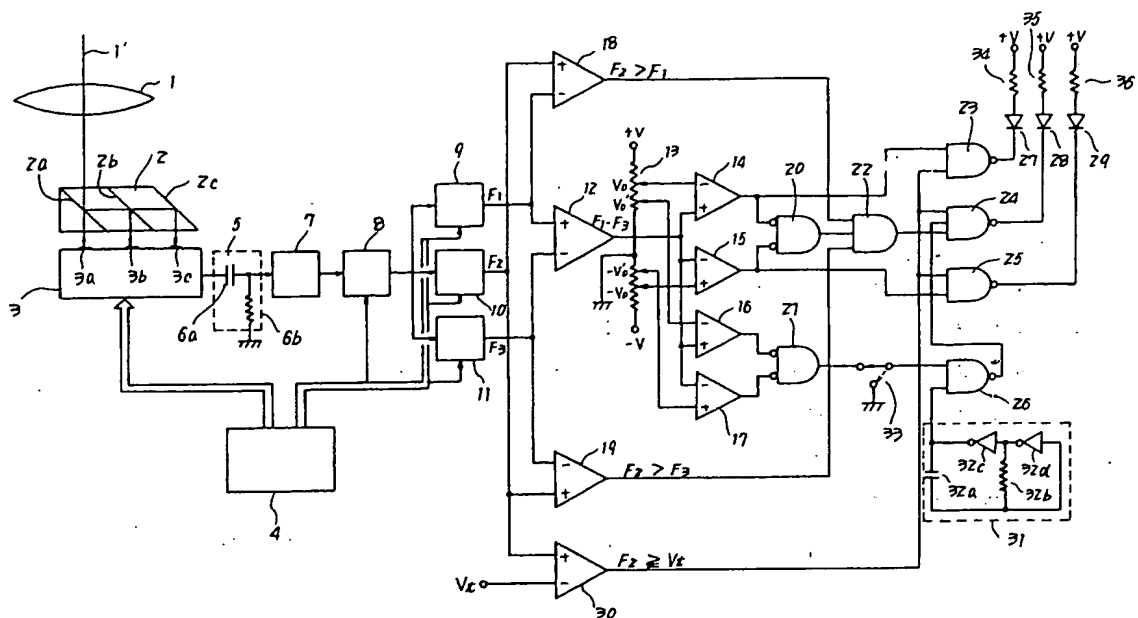 35
+V +V +V
34
36
18
1'
F2 > F1
1
23
27 28 29
2a 2b 2 2c
+V
9
13
14
20
22
F1
12
V0
V0'
24
5 7 8
F1-F3
3a 3b 3c
F2
15
-V0'
-V0
25
3
10
16
6a 6b
F3
-V
21
11
26
17
33
19
32c 32d
F2 > F3
32a 32b
4
31
F2 ≧ Vt
Vt
30